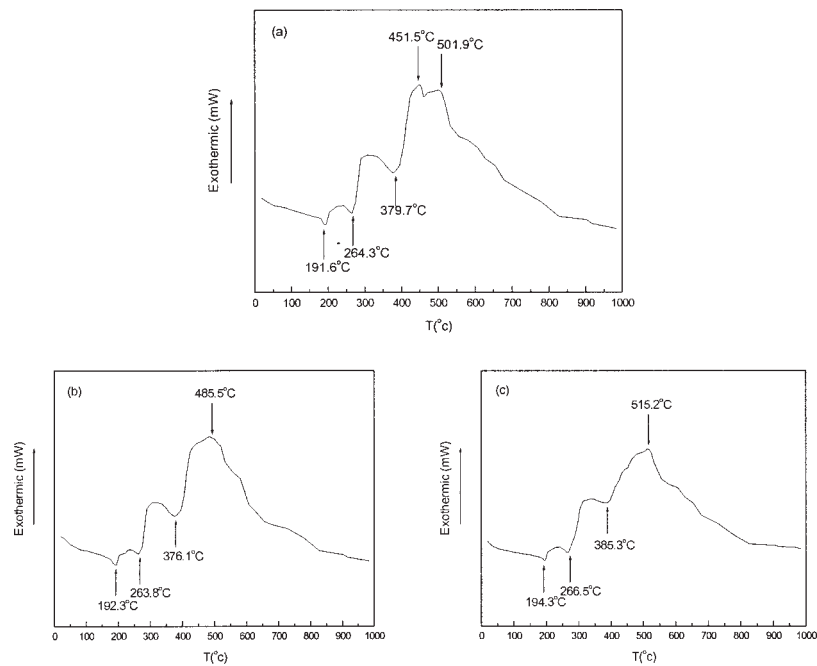 (a)
451.5°C
501.9°C
Exothermic (mW)
379.7°C
264.3°C
191.6°C
0 100 200 300 400 500 600 700 800 900 1000
T(°c)
(b)
485.5°C
Exothermic (mW)
376.1°C
263.8°C
192.3°C
0 100 200 300 400 500 600 700 800 900 1000
T(°c)
(c)
515.2°C
Exothermic (mW)
385.3°C
266.5°C
194.3°C
0 100 200 300 400 500 600 700 800 900 1000
T(°c)